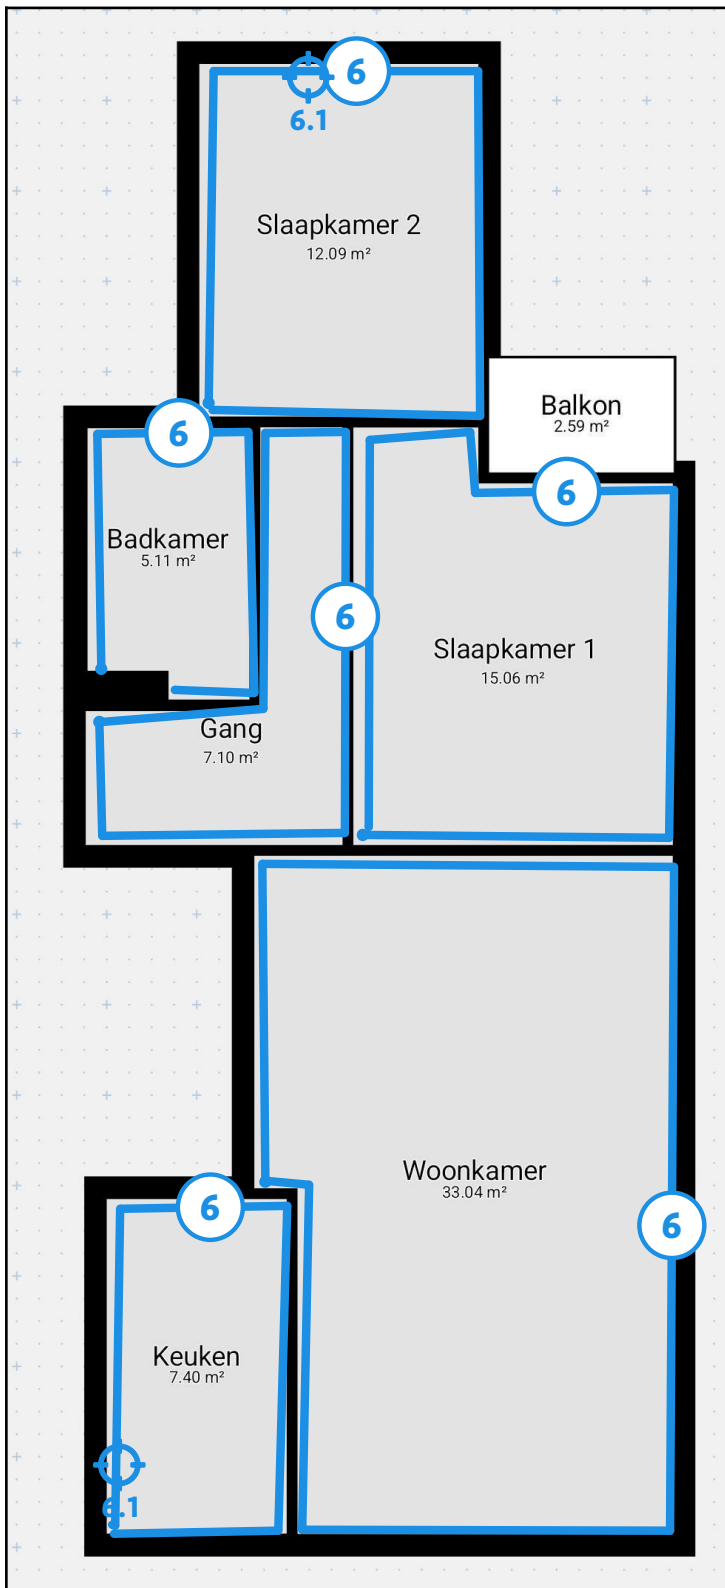 6
6.1
Slaapkamer 2
12.09 m²
Balkon
2.59 m²
6
6
Badkamer
5.11 m²
6
Slaapkamer 1
15.06 m²
Gang
7.10 m²
Woonkamer
33.04 m²
6
6
Keuken
7.40 m²
6.1